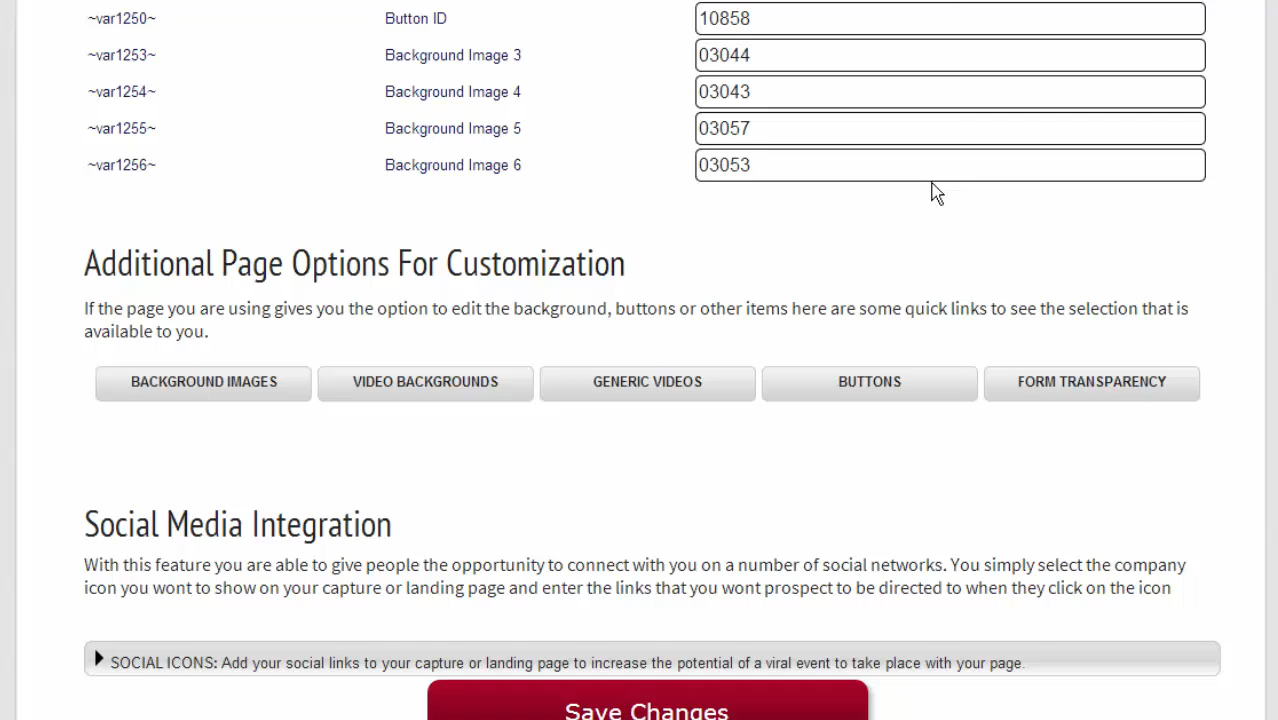 ~var1250~ Button ID 10858
~var1253~ Background Image 3 03044
~var1254~ Background Image 4 03043
~var1255~ Background Image 5 03057
~var1256~ Background Image 6 03053
Additional Page Options For Customization
If the page you are using gives you the option to edit the background, buttons or other items here are some quick links to see the selection that is
available to you.
BACKGROUND IMAGES VIDEO BACKGROUNDS GENERIC VIDEOS BUTTONS FORM TRANSPARENCY
Social Media Integration
With this feature you are able to give people the opportunity to connect with you on a number of social networks. You simply select the company
icon you wont to show on your capture or landing page and enter the links that you wont prospect to be directed to when they click on the icon
SOCIAL ICONS: Add your social links to your capture or landing page to increase the potential of a viral event to take place with your page.
Save Changes